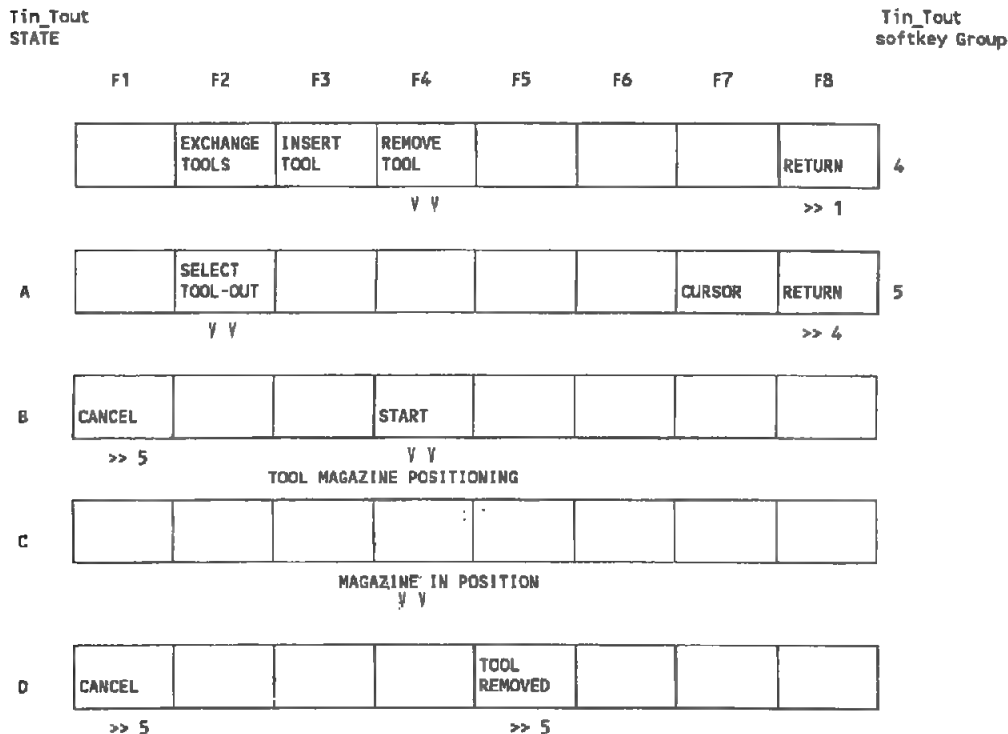 Tin_Tout
STATE
Tin_Tout
softkey Group
F1 F2 F3 F4 F5 F6 F7 F8
EXCHANGE TOOLS
INSERT TOOL
REMOVE TOOL
RETURN
4
V V
>> 1
A
SELECT TOOL-OUT
CURSOR
RETURN
5
V V
>> 4
B
CANCEL
START
>> 5
V V
TOOL MAGAZINE POSITIONING
C
MAGAZINE IN POSITION
V V
D
CANCEL
TOOL REMOVED
>> 5
>> 5